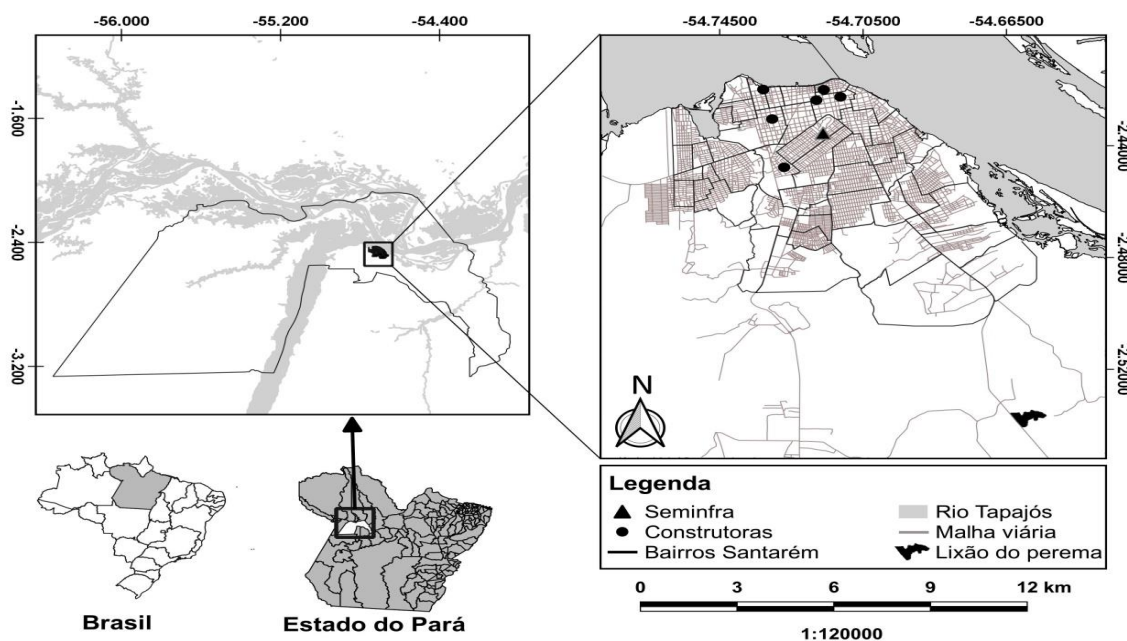 -56.000 -55.200 -54.400
-1.600
-2.400
-3.200
-54.74500 -54.70500 -54.66500
-2.44000
-2.48000
-2.52000
N
Brasil
Estado do Pará
Legenda
Seminfra
Construtoras
Bairros Santarém
Rio Tapajós
Malha viária
Lixão do perema
0 3 6 9 12 km
1:120000